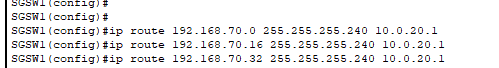 SGSW1(config)#
SGSW1(config)#
SGSW1(config)#ip route 192.168.70.0 255.255.255.240 10.0.20.1
SGSW1(config)#ip route 192.168.70.16 255.255.255.240 10.0.20.1
SGSW1(config)#ip route 192.168.70.32 255.255.255.240 10.0.20.1